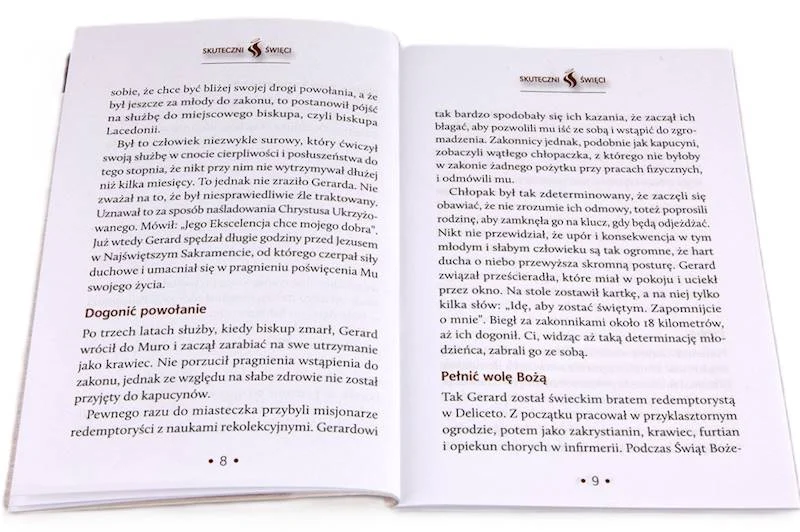 SKUTECZNI ŚWIĘCI
sobie, że chce być bliżej swojej drogi powołania, a że
był jeszcze za młody do zakonu, to postanowił pójść
na służbę do miejscowego biskupa, czyli biskupa
Lacedonii.
Był to człowiek niezwykle surowy, który ćwiczył
swoją służbę w cnocie cierpliwości i posłuszeństwa do
tego stopnia, że nikt przy nim nie wytrzymywał dłużej
niż kilka miesięcy. To jednak nie zraziło Gerarda. Nie
zważał na to, że był niesprawiedliwie źle traktowany.
Uznawał to za sposób naśladowania Chrystusa Ukrzyżo-
wanego. Mówił: „Jego Ekscelencja chce mojego dobra”.
Już wtedy Gerard spędzał długie godziny przed Jezusem
w Najświętszym Sakramencie, od którego czerpał siły
duchowe i umacniał się w pragnieniu poświęcenia Mu
swojego życia.
Dogonić powołanie
Po trzech latach służby, kiedy biskup zmarł, Gerard
wrócił do Muro i zaczął zarabiać na swe utrzymanie
jako krawiec. Nie porzucił pragnienia wstąpienia do
zakonu, jednak ze względu na słabe zdrowie nie został
przyjęty do kapucynów.
Pewnego razu do miasteczka przybyli misjonarze
redemptoryści z naukami rekolekcyjnymi. Gerardowi
• 8 •
SKUTECZNI ŚWIĘCI
tak bardzo spodobały się ich kazania, że zaczął ich
błagać, aby pozwolili mu iść ze sobą i wstąpić do zgro-
madzenia. Zakonnicy jednak, podobnie jak kapucyni,
zobaczyli wątłego chłopaczka, z którego nie byłoby
w zakonie żadnego pożytku przy pracach fizycznych,
i odmówili mu.
Chłopak był tak zdeterminowany, że zaczęli się
obawiać, że nie zrozumie ich odmowy, toteż poprosili
rodzinę, aby zamknęła go na klucz, gdy będą odjeżdżać.
Nikt nie przewidział, że upór i konsekwencja w tym
młodym i słabym człowieku są tak ogromne, że hart
ducha o niebo przewyższa skromną posturę. Gerard
związał prześcieradła, które miał w pokoju i uciekł
przez okno. Na stole zostawił kartkę, a na niej tylko
kilka słów: „Idę, aby zostać świętym. Zapomnijcie
o mnie”. Biegł za zakonnikami około 18 kilometrów,
aż ich dogonił. Ci, widząc aż taką determinację mło-
dzieńca, zabrali go ze sobą.
Pełnić wolę Bożą
Tak Gerard został świeckim bratem redemptorystą
w Deliceto. Z początku pracował w przyklasztornym
ogrodzie, potem jako zakrystianin, krawiec, furtian
i opiekun chorych w infirmerii. Podczas Świąt Boże-
• 9 •